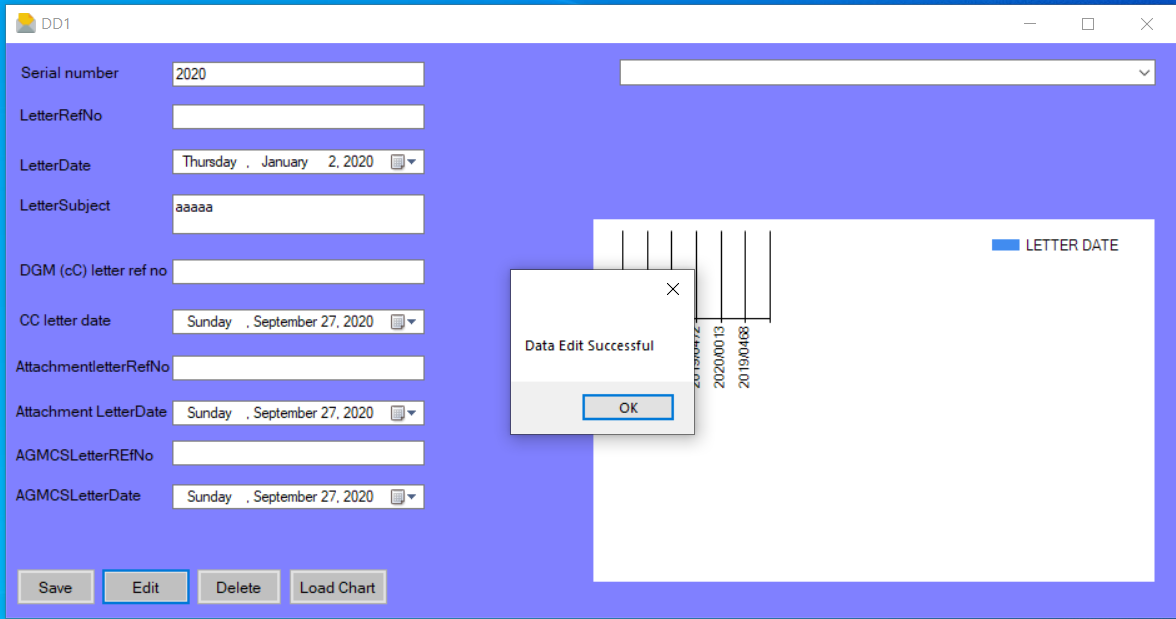 DD1
Serial number 2020
LetterRefNo
LetterDate Thursday , January 2, 2020
LetterSubject aaaaa
DGM (cC) letter ref no
CC letter date Sunday , September 27, 2020
AttachmentletterRefNo
Attachment LetterDate Sunday , September 27, 2020
AGMCSLetterREfNo
AGMCSLetterDate Sunday , September 27, 2020
Save Edit Delete Load Chart
LETTER DATE
2020/0013
2019/0468
Data Edit Successful
OK